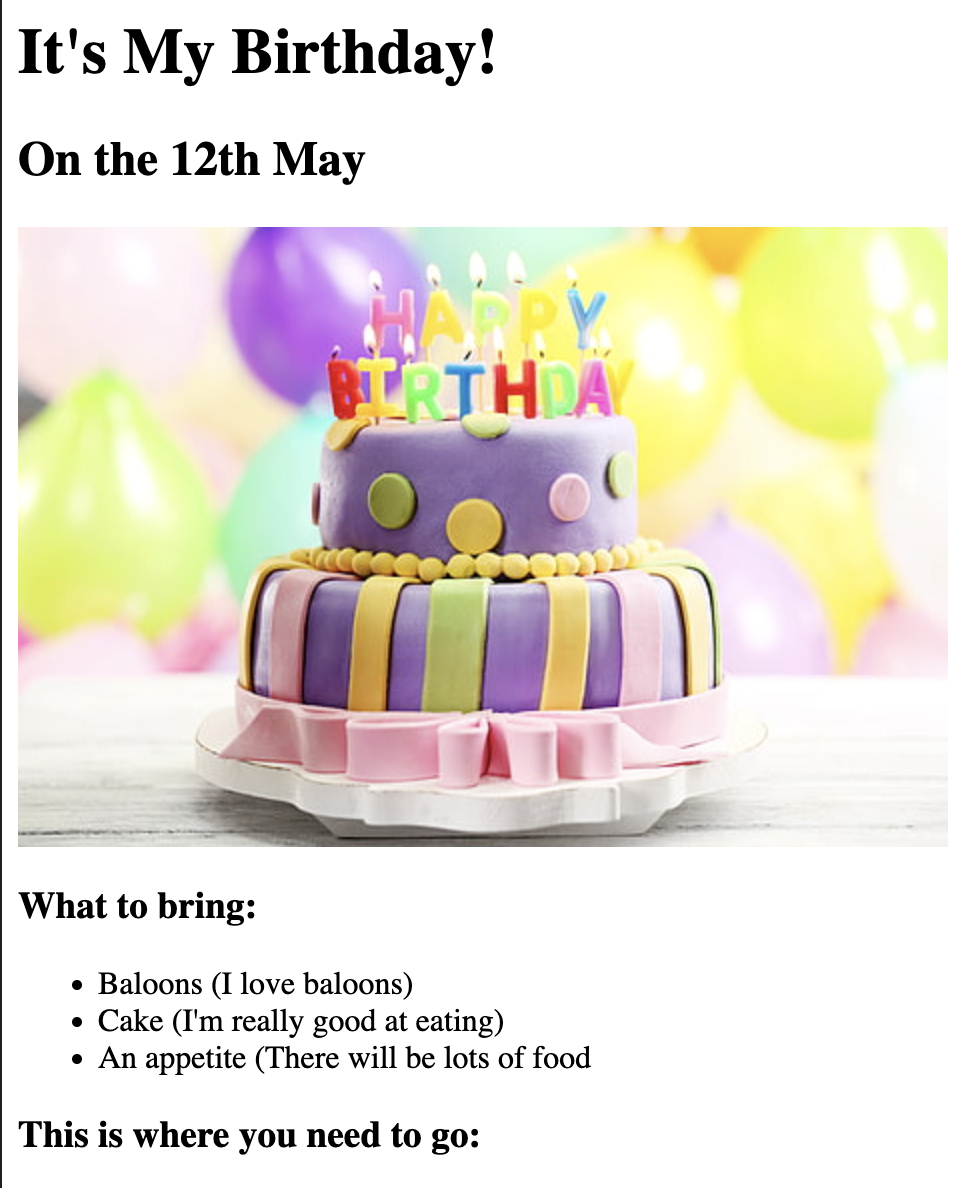 It's My Birthday!
On the 12th May
HAPPY
BIRTHDAY
What to bring:
Baloons (I love baloons)
Cake (I'm really good at eating)
An appetite (There will be lots of food
This is where you need to go: